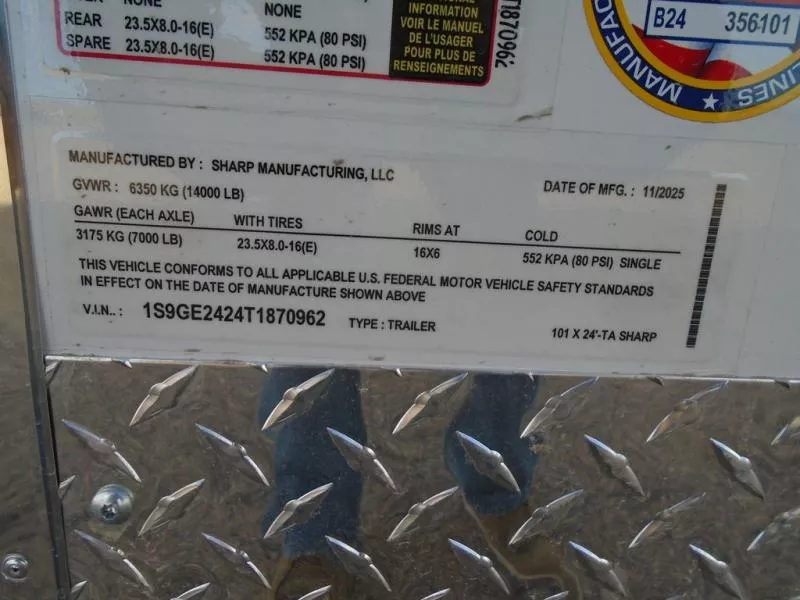 NONE NONE
REAR 23.5X8.0-16(E) 552 KPA (80 PSI)
SPARE 23.5X8.0-16(E) 552 KPA (80 PSI)
INFORMATION
VOIR LE MANUEL
DE L'USAGER
POUR PLUS DE
RENSEIGNEMENTS
T1870962
B24 356101
MANUFAC
LINES
MANUFACTURED BY : SHARP MANUFACTURING, LLC
GVWR : 6350 KG (14000 LB) DATE OF MFG. : 11/2025
GAWR (EACH AXLE) WITH TIRES RIMS AT COLD
3175 KG (7000 LB) 23.5X8.0-16(E) 16X6 552 KPA (80 PSI) SINGLE
THIS VEHICLE CONFORMS TO ALL APPLICABLE U.S. FEDERAL MOTOR VEHICLE SAFETY STANDARDS
IN EFFECT ON THE DATE OF MANUFACTURE SHOWN ABOVE
V.I.N.. : 1S9GE2424T1870962 TYPE : TRAILER 101 X 24'-TA SHARP